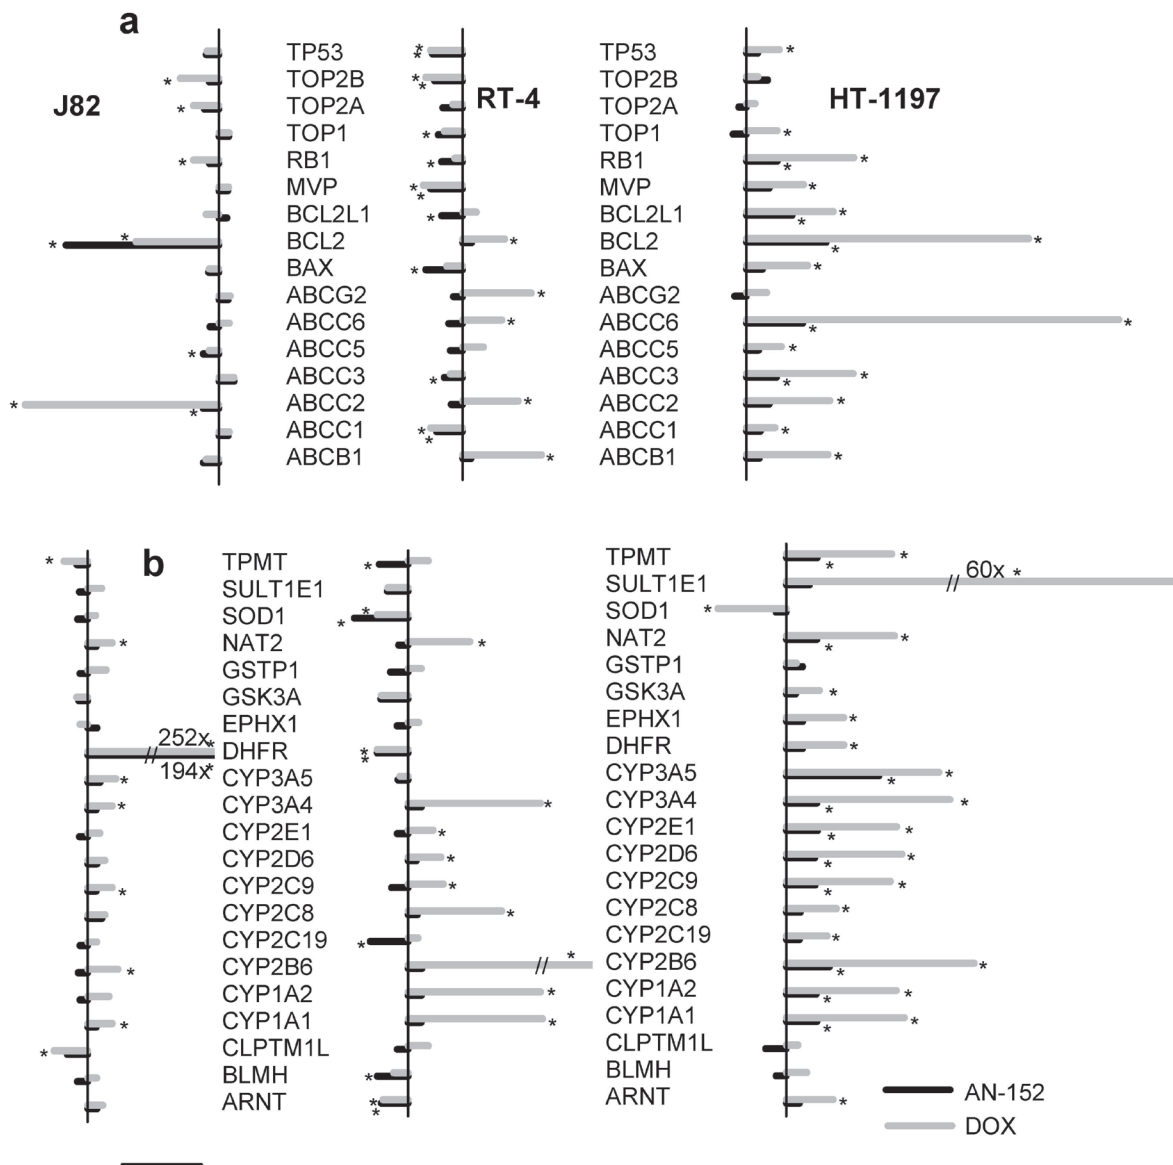 a
J82
TP53
TOP2B
TOP2A
TOP1
RB1
MVP
BCL2L1
BCL2
BAX
ABCG2
ABCC6
ABCC5
ABCC3
ABCC2
ABCC1
ABCB1
RT-4
TP53
TOP2B
TOP2A
TOP1
RB1
MVP
BCL2L1
BCL2
BAX
ABCG2
ABCC6
ABCC5
ABCC3
ABCC2
ABCC1
ABCB1
HT-1197
b
252x
194x
TPMT
SULT1E1
SOD1
NAT2
GSTP1
GSK3A
EPHX1
DHFR
CYP3A5
CYP3A4
CYP2E1
CYP2D6
CYP2C9
CYP2C8
CYP2C19
CYP2B6
CYP1A2
CYP1A1
CLPTM1L
BLMH
ARNT
TPMT
SULT1E1
SOD1
NAT2
GSTP1
GSK3A
EPHX1
DHFR
CYP3A5
CYP3A4
CYP2E1
CYP2D6
CYP2C9
CYP2C8
CYP2C19
CYP2B6
CYP1A2
CYP1A1
CLPTM1L
BLMH
ARNT
60x *
AN-152
DOX